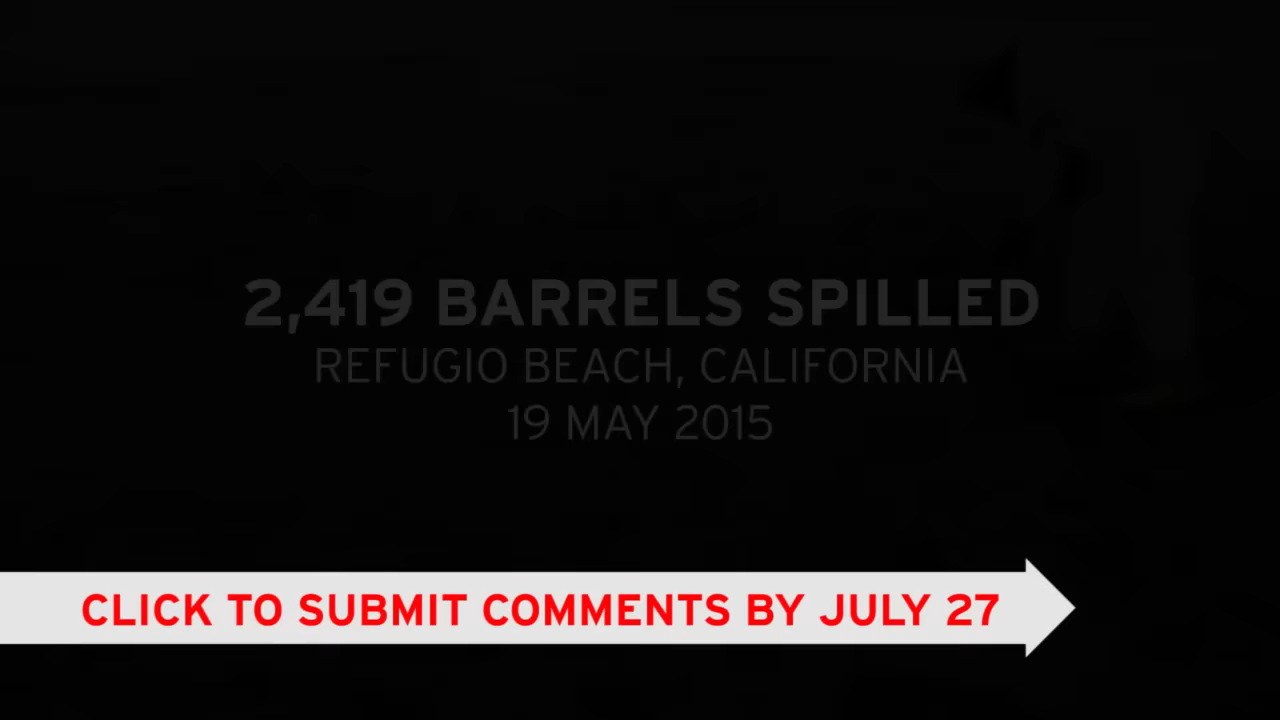 2,419 BARRELS SPILLED
REFUGIO BEACH, CALIFORNIA
19 MAY 2015
CLICK TO SUBMIT COMMENTS BY JULY 27